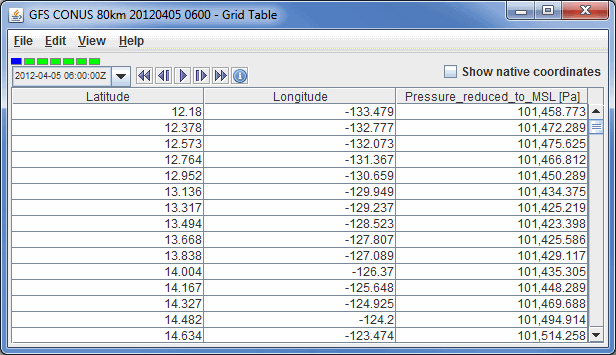 GFS CONUS 80km 20120405 0600 - Grid Table
File Edit View Help
2012-04-05 06:00:00Z Show native coordinates
Latitude Longitude Pressure_reduced_to_MSL [Pa]
12.18 -133.479 101,458.773
12.378 -132.777 101,472.289
12.573 -132.073 101,475.625
12.764 -131.367 101,466.812
12.952 -130.659 101,450.289
13.136 -129.949 101,434.375
13.317 -129.237 101,425.219
13.494 -128.523 101,423.398
13.668 -127.807 101,425.586
13.838 -127.089 101,429.117
14.004 -126.37 101,435.305
14.167 -125.648 101,448.289
14.327 -124.925 101,469.688
14.482 -124.2 101,494.914
14.634 -123.474 101,514.258